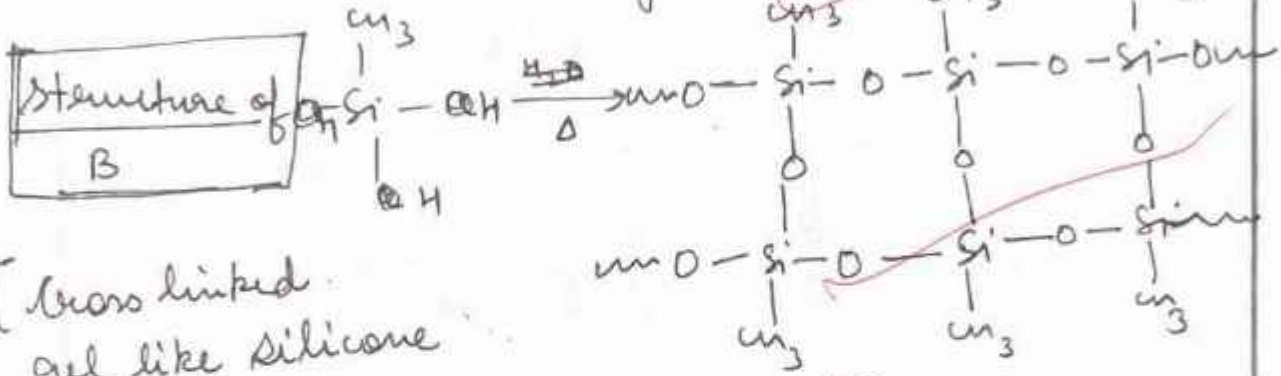 CH3 CH3
CH3
Structure of B
OH Si — OH → Δ ~O — Si — O — Si — O — Si — O~
OH
O O O
~O — Si — O — Si — O — Si~
CH3 CH3 CH3
[ Cross linked
gel like silicone